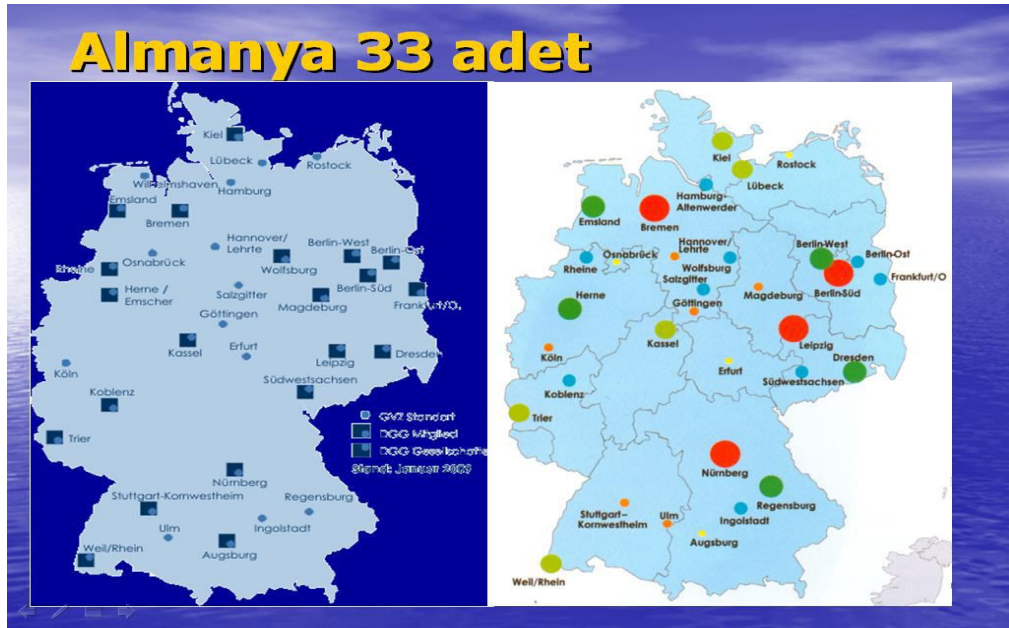 Almanya 33 adet
Kiel
Lübeck
Rostock
Wilhelmshaven
Hamburg
Emsland
Bremen
Hannover/
Lehrte
Berlin-West
Berlin-Ost
Osnabrück
Rheine
Wolfsburg
Berlin-Süd
Herne /
Emscher
Salzgitter
Magdeburg
Frankfurt/O.
Göttingen
Kassel
Erfurt
Leipzig
Dresden
Köln
Südwestsachsen
Koblenz
GVZ Standort
DGG Mitglied
Trier
DGG Gesellschafter
Stand: Januar
Nürnberg
Stuttgart-Kornwestheim
Regensburg
Ulm
Ingolstadt
Weil/Rhein
Augsburg
Kiel
Rostock
Lübeck
Hamburg-
Altenwerder
Emsland
Bremen
Hannover/
Lehrte
Berlin-West
Berlin-Ost
Osnabrück
Rheine
Wolfsburg
Frankfurt/O
Salzgitter
Berlin-Süd
Herne
Magdeburg
Göttingen
Kassel
Leipzig
Köln
Dresden
Erfurt
Südwestsachsen
Koblenz
Trier
Nürnberg
Regensburg
Stuttgart–
Kornwestheim
Ulm
Ingolstadt
Augsburg
Weil/Rhein